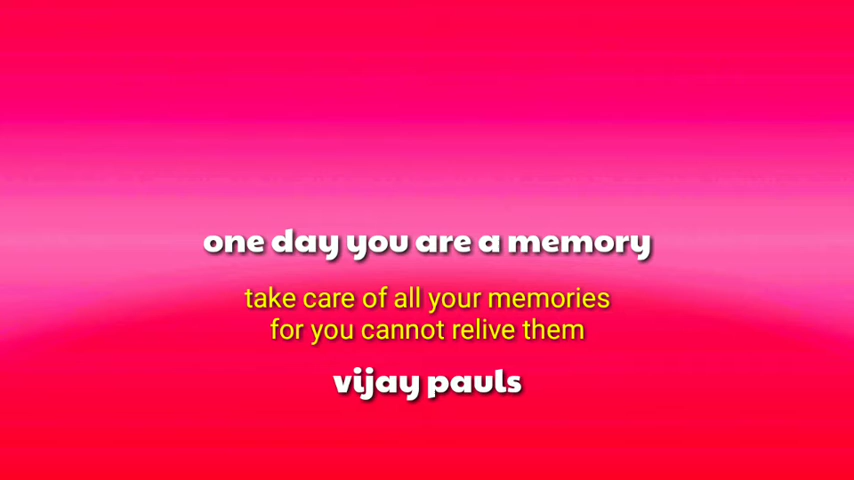 one day you are a memory
take care of all your memories
for you cannot relive them
vijay pauls